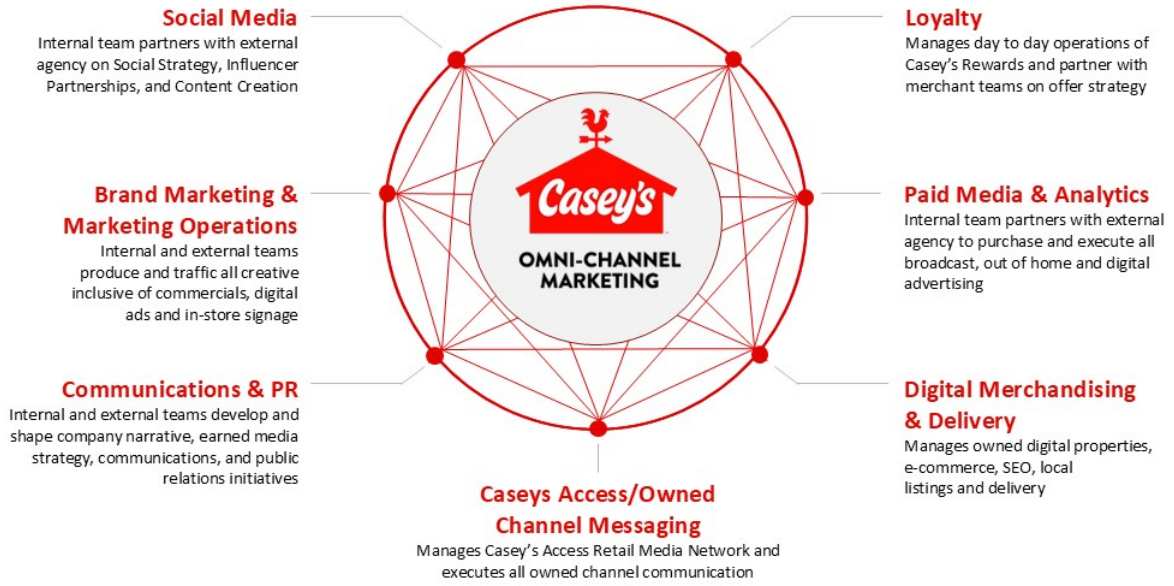 Social Media
Internal team partners with external
agency on Social Strategy, Influencer
Partnerships, and Content Creation
Loyalty
Manages day to day operations of
Casey's Rewards and partner with
merchant teams on offer strategy
Brand Marketing &
Marketing Operations
Internal and external teams
produce and traffic all creative
inclusive of commercials, digital
ads and in-store signage
Casey's
OMNI-CHANNEL
MARKETING
Paid Media & Analytics
Internal team partners with external
agency to purchase and execute all
broadcast, out of home and digital
advertising
Communications & PR
Internal and external teams develop and
shape company narrative, earned media
strategy, communications, and public
relations initiatives
Digital Merchandising
& Delivery
Manages owned digital properties,
e-commerce, SEO, local
listings and delivery
Caseys Access/Owned
Channel Messaging
Manages Casey's Access Retail Media Network and
executes all owned channel communication